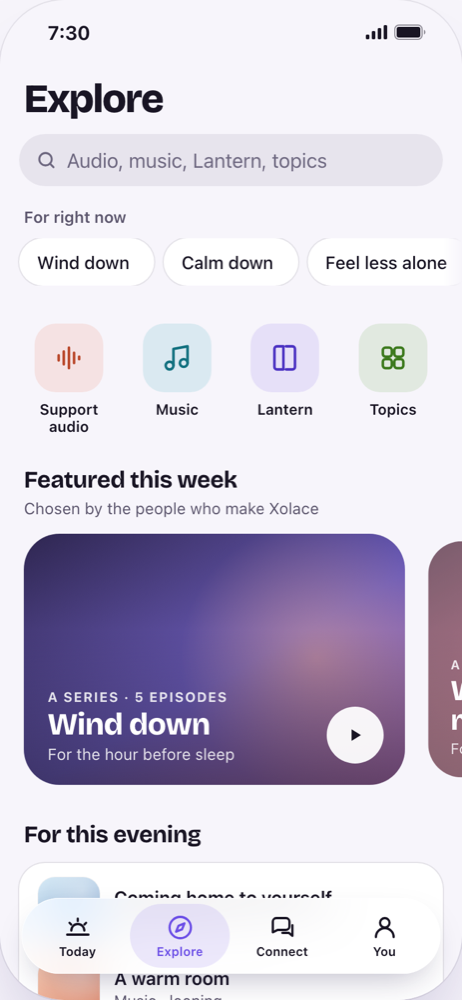 7:30
Explore
Audio, music, Lantern, topics
For right now
Wind down
Calm down
Feel less alone
Support
audio
Music
Lantern
Topics
Featured this week
Chosen by the people who make Xolace
A SERIES · 5 EPISODES
Wind down
For the hour before sleep
For this evening
Coming home to yourself
Today
Explore
Connect
You
A warm room
Music · looping